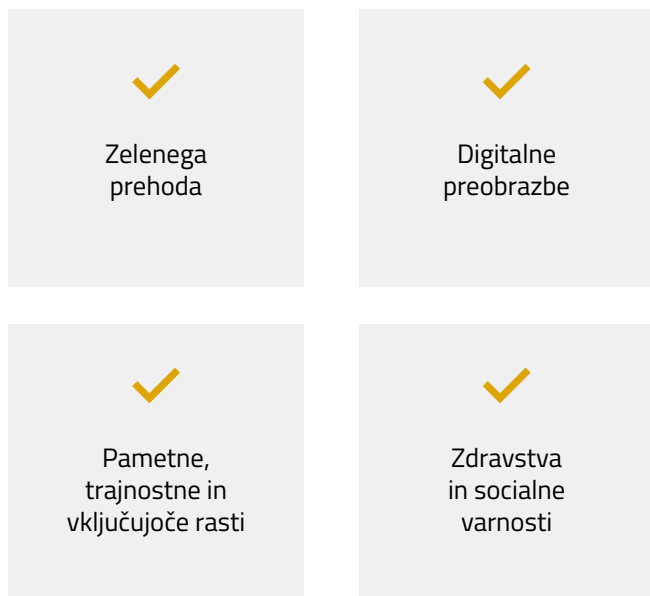 Zelenega
prehoda
Digitalne
preobrazbe
Pametne,
trajnostne in
vključujoče rasti
Zdravstva
in socialne
varnosti